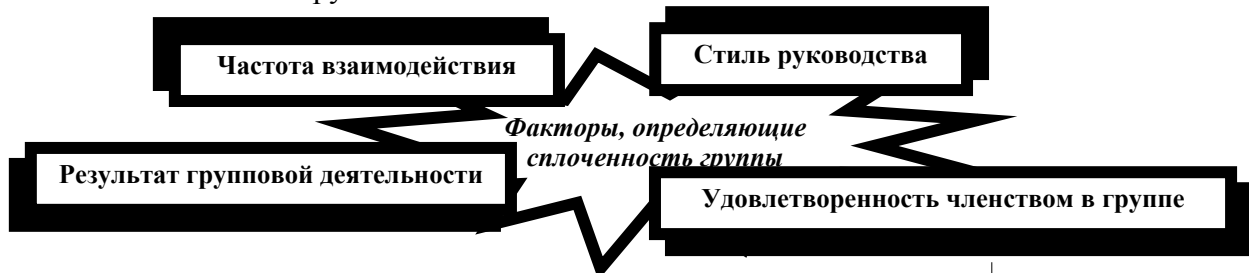 Частота взаимодействия
Стиль руководства
Факторы, определяющие
сплоченность группы
Результат групповой деятельности
Удовлетворенность членством в группе